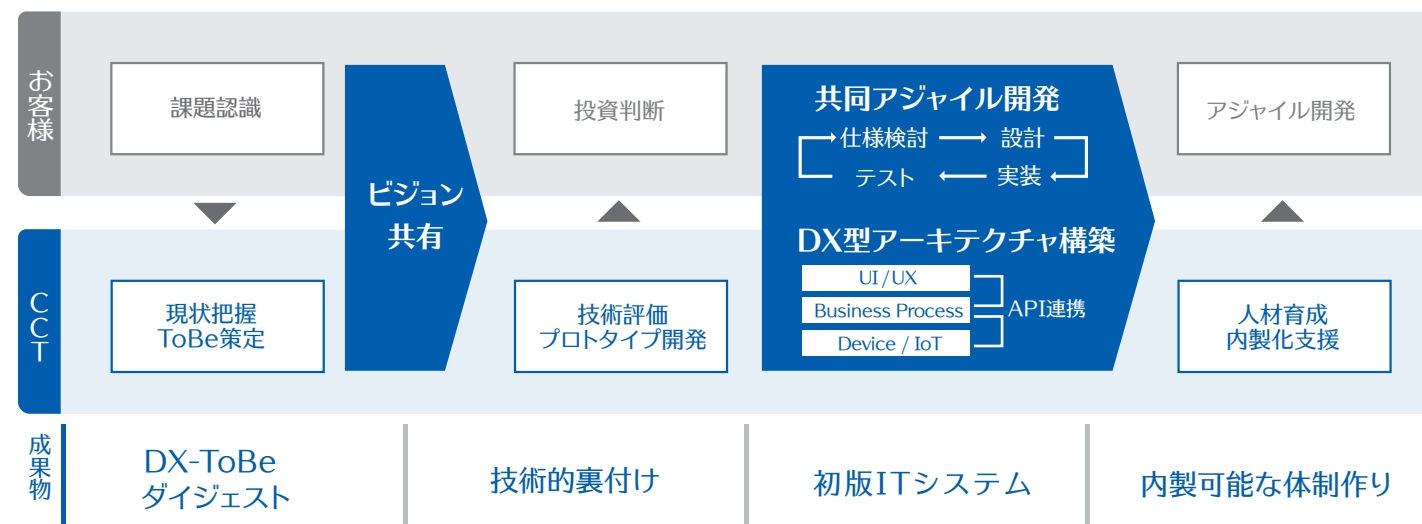 お客様
課題認識
ビジョン
共有
投資判断
共同アジャイル開発
仕様検討
設計
テスト
実装
アジャイル開発
CCT
現状把握
ToBe策定
技術評価
プロトタイプ開発
DX型アーキテクチャ構築
UI/UX
Business Process
Device / IoT
API連携
人材育成
内製化支援
成果物
DX-ToBe
ダイジェスト
技術的裏付け
初版ITシステム
内製可能な体制作り